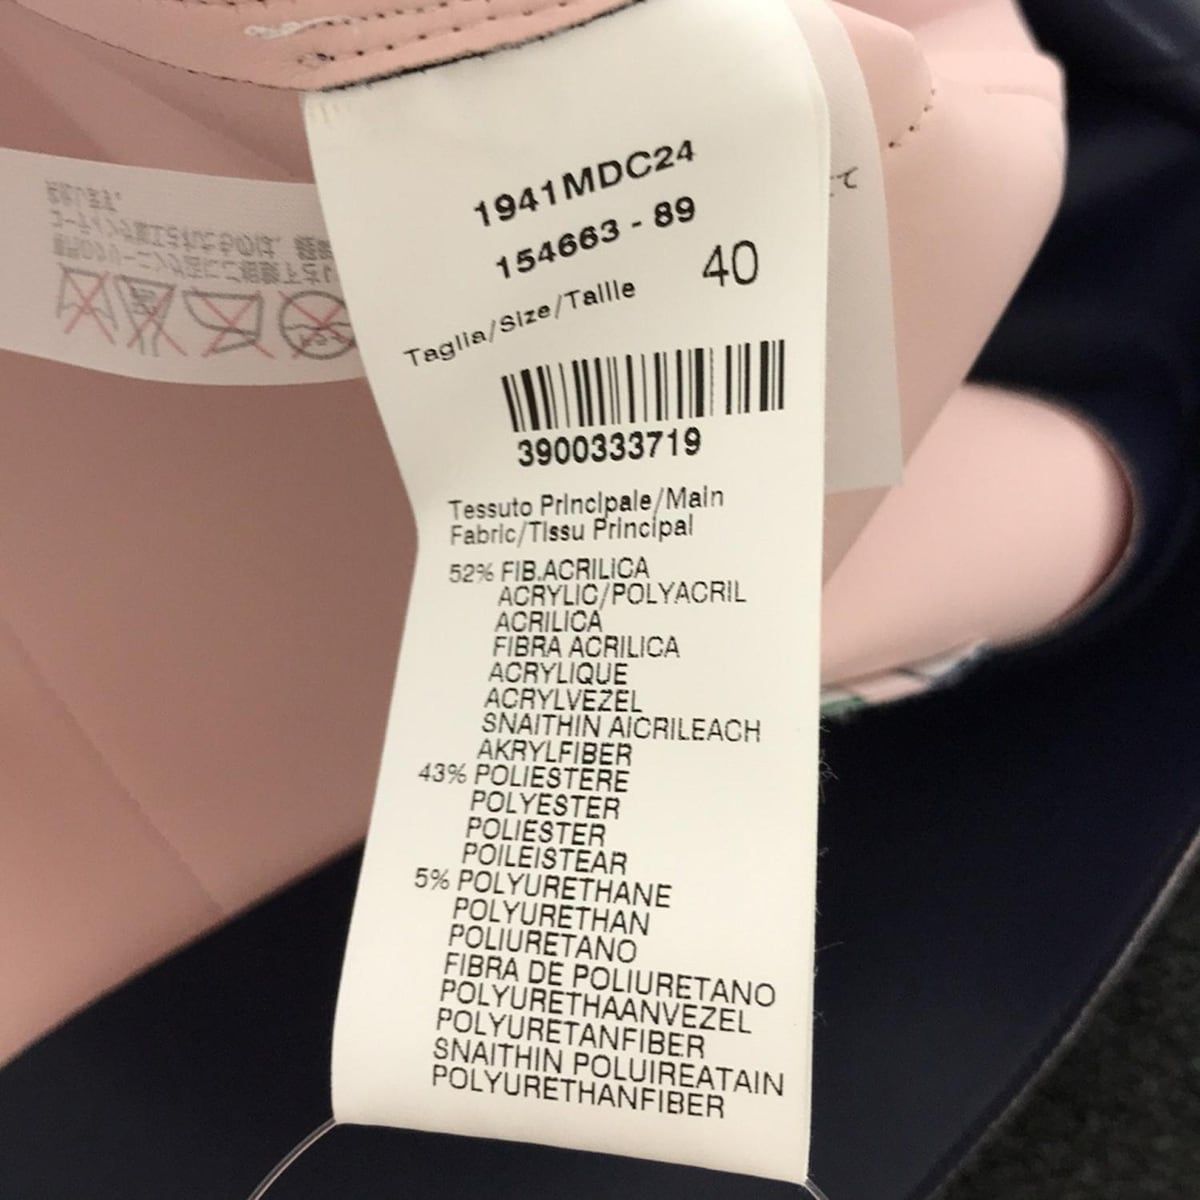 1941MDC24
154663 - 89
Taglia/Size/Taille 40
3900333719
Tessuto Principale/Main
Fabric/Tissu Principal
52% FIB.ACRILICA
ACRYLIC/POLYACRIL
ACRILICA
FIBRA ACRILICA
ACRYLIQUE
ACRYLVEZEL
SNAITHIN AICRILEACH
AKRYLFIBER
43% POLIESTERE
POLYESTER
POLIESTER
POILEISTEAR
5% POLYURETHANE
POLYURETHAN
POLIURETANO
FIBRA DE POLIURETANO
POLYURETHAANVEZEL
POLYURETANFIBER
SNAITHIN POLUIREATAIN
POLYURETHANFIBER
て